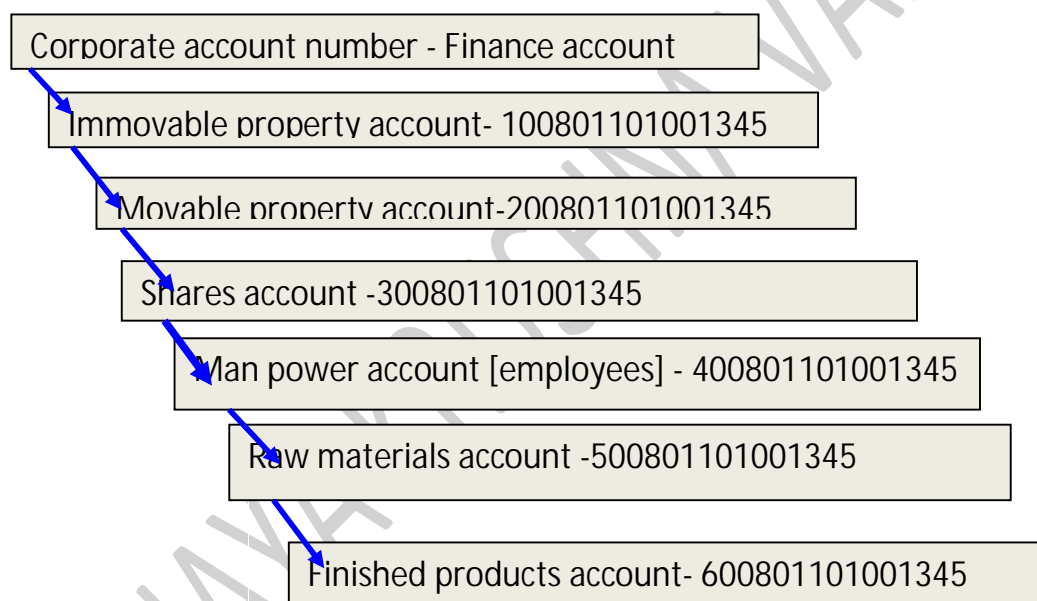 Corporate account number - Finance account
Immovable property account- 100801101001345
Movable property account-200801101001345
Shares account -300801101001345
Man power account [employees] - 400801101001345
Raw materials account -500801101001345
Finished products account- 600801101001345